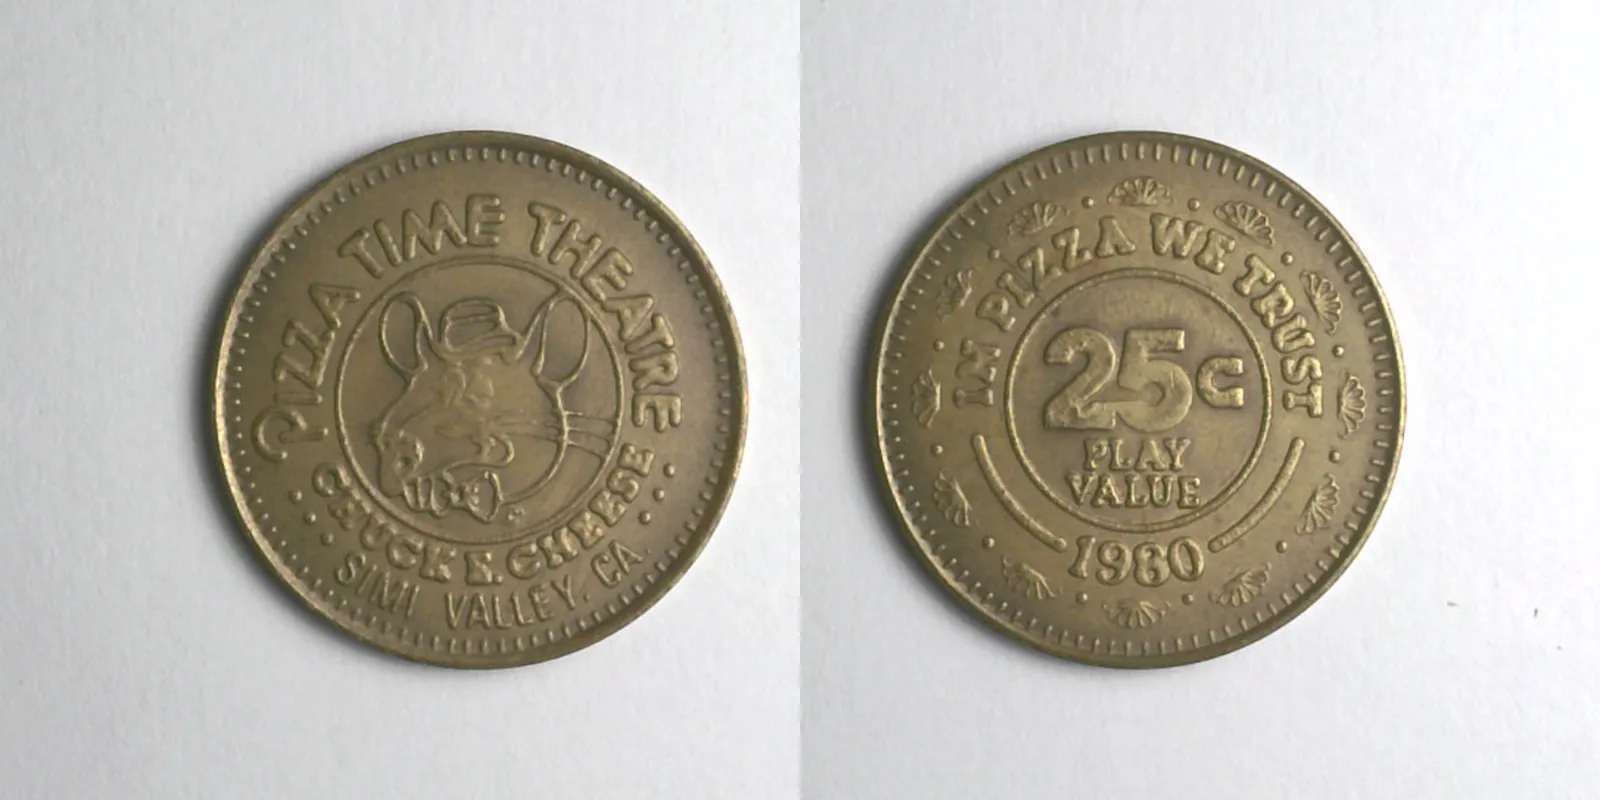 PIZZA TIME THEATRE
CHUCK E. CHEESE
SIMI VALLEY, CA.
IN PIZZA WE TRUST
25¢
PLAY
VALUE
1980